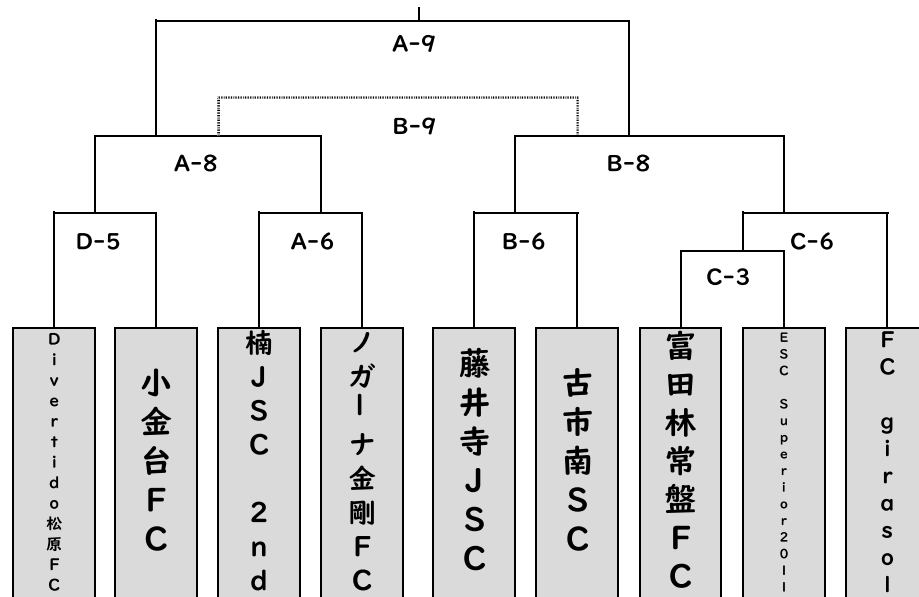 A-9
B-9
A-8
B-8
D-5
A-6
B-6
C-6
C-3
Divertido松原FC
小金台FC
楠JSC 2nd
ノガーナ金剛FC
藤井寺JSC
古市南SC
富田林常盤FC
ESC Superior2011
FC girasol